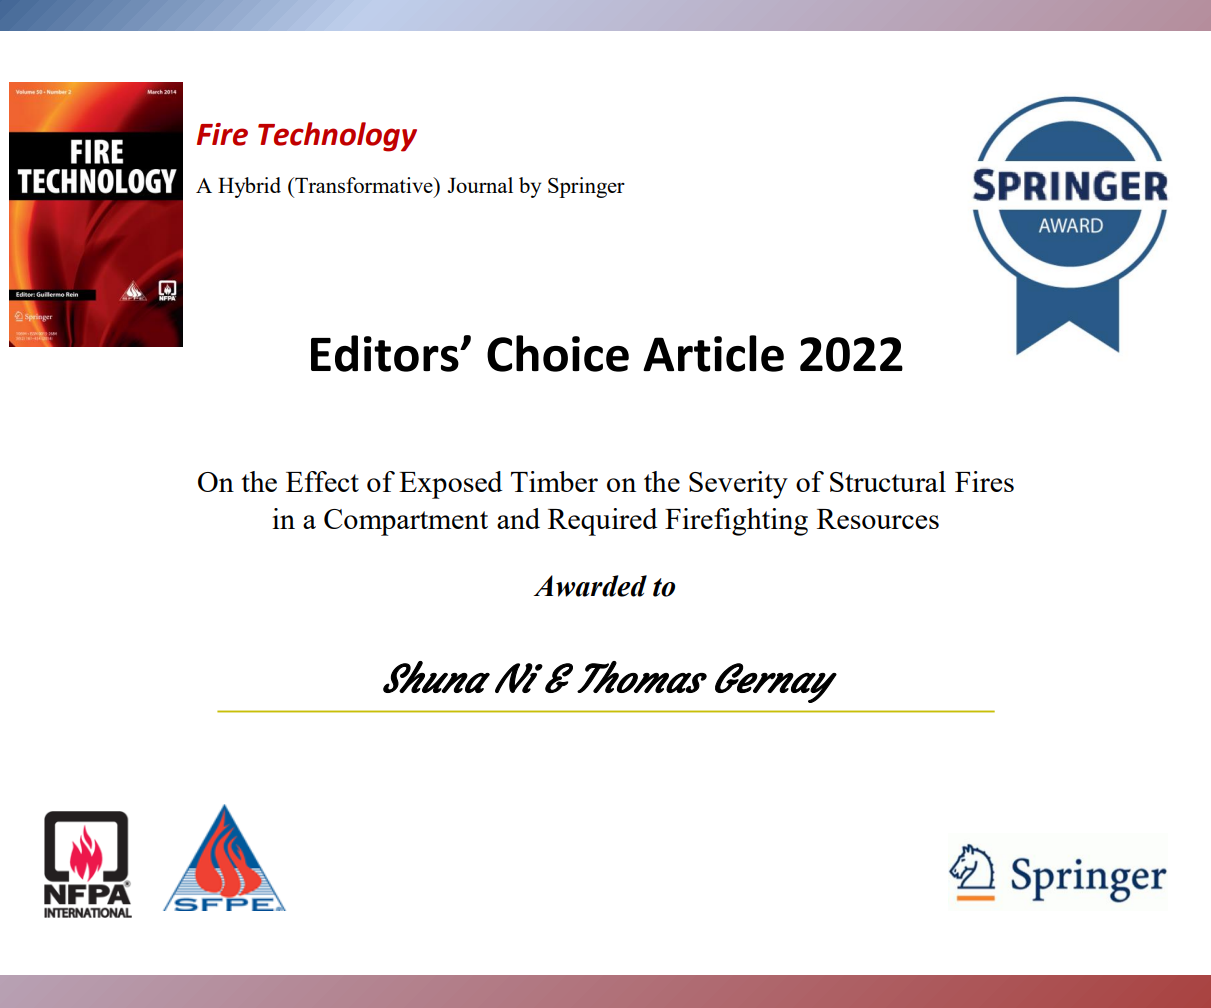 Volume 50 • Number 2 March 2014
FIRE
TECHNOLOGY
Editor: Guillermo Rein
SFPE
NFPA
Springer
Fire Technology
A Hybrid (Transformative) Journal by Springer
SPRINGER
AWARD
Editors’ Choice Article 2022
On the Effect of Exposed Timber on the Severity of Structural Fires
in a Compartment and Required Firefighting Resources
Awarded to
Shuna Ni & Thomas Gernay
NFPA®
INTERNATIONAL
SFPE®
Springer